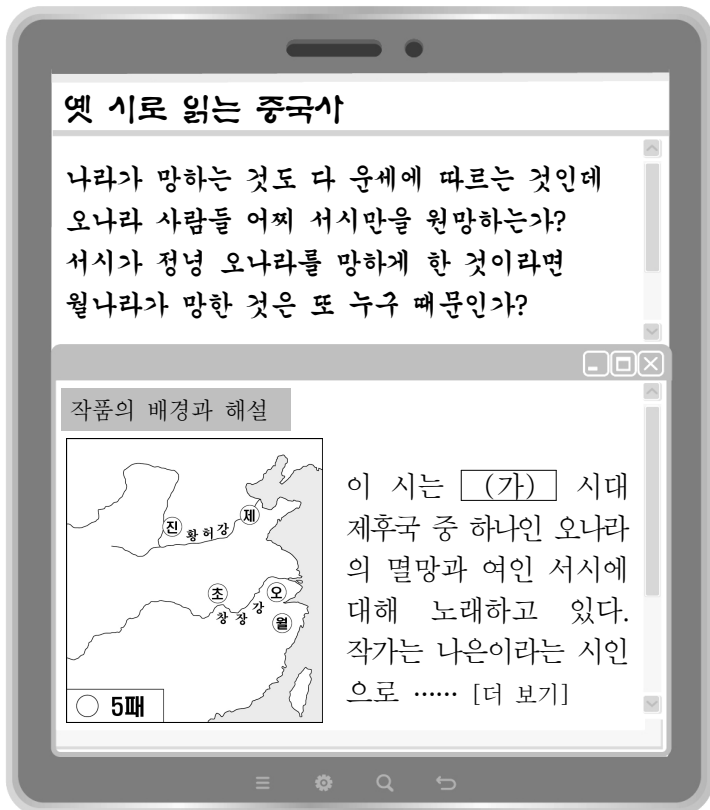 옛 시로 읽는 중국사
나라가 망하는 것도 다 운세에 따르는 것인데
오나라 사람들 어찌 서시만을 원망하는가?
서시가 정녕 오나라를 망하게 한 것이라면
월나라가 망한 것은 또 누구 때문인가?
작품의 배경과 해설
진
황허강
제
초
창장강
오
월
○ 5패
이 시는 (가) 시대
제후국 중 하나인 오나라
의 멸망과 여인 서시에
대해 노래하고 있다.
작가는 나은이라는 시인
으로 …… [더 보기]